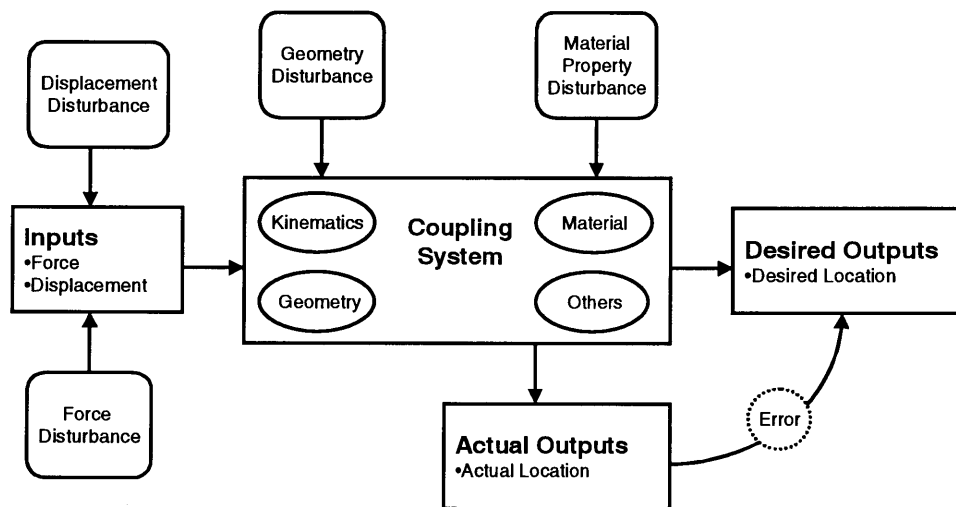 Displacement
Disturbance
Geometry
Disturbance
Material
Property
Disturbance
Inputs
•Force
•Displacement
Kinematics
Geometry
Coupling
System
Material
Others
Desired Outputs
•Desired Location
Force
Disturbance
Actual Outputs
•Actual Location
Error